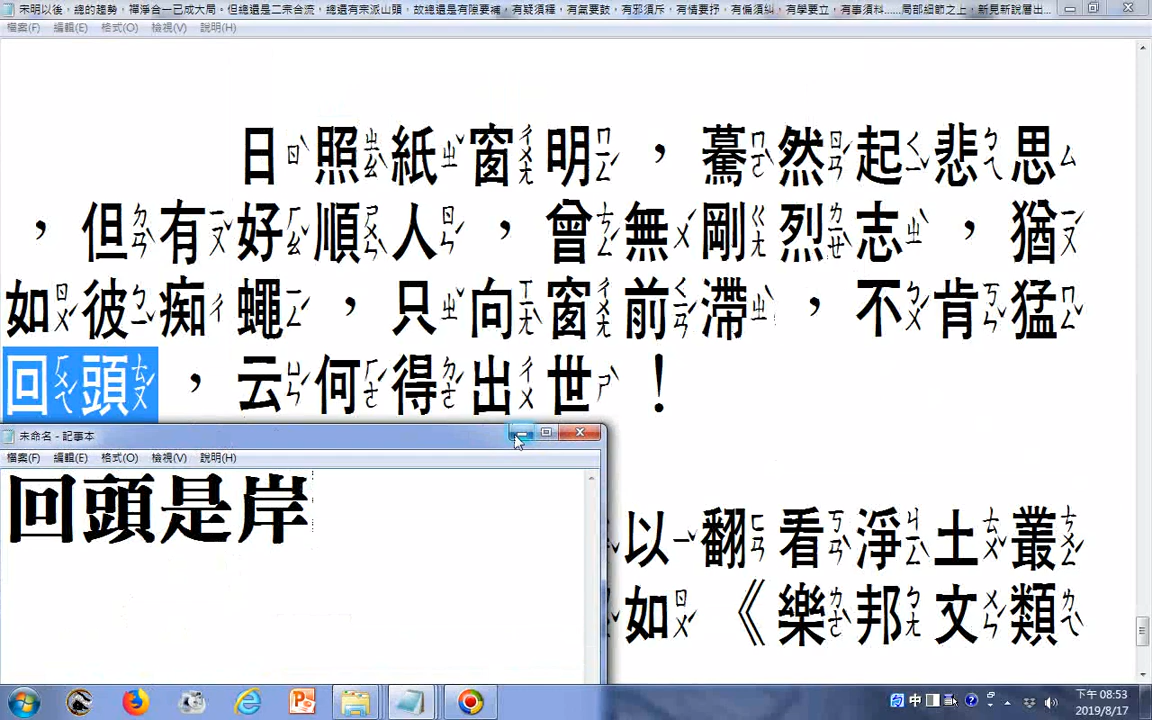 宋明以後，總的趨勢，禪淨合一已成大局。但總還是有二宗合流，總還有宗派山頭，故總還是有隙要補，有疑須釋，有氣要鼓，有邪須斥，有情要抒，有偏須糾，有學要立，有事須料......局部細節之上，新見新說層出...
檔案(F) 編輯(E) 格式(O) 檢視(V) 說明(H)
日照紙窗明，驀然起悲思
，但有好順人，曾無剛烈志，猶
如彼痴蠅，只向窗前滯，不肯猛
回頭，云何得出世！
未命名 - 記事本
檔案(F) 編輯(E) 格式(O) 檢視(V) 說明(H)
回頭是岸
以一翻看淨土叢
如《樂邦文類
中
下午 08:53
2019/8/17